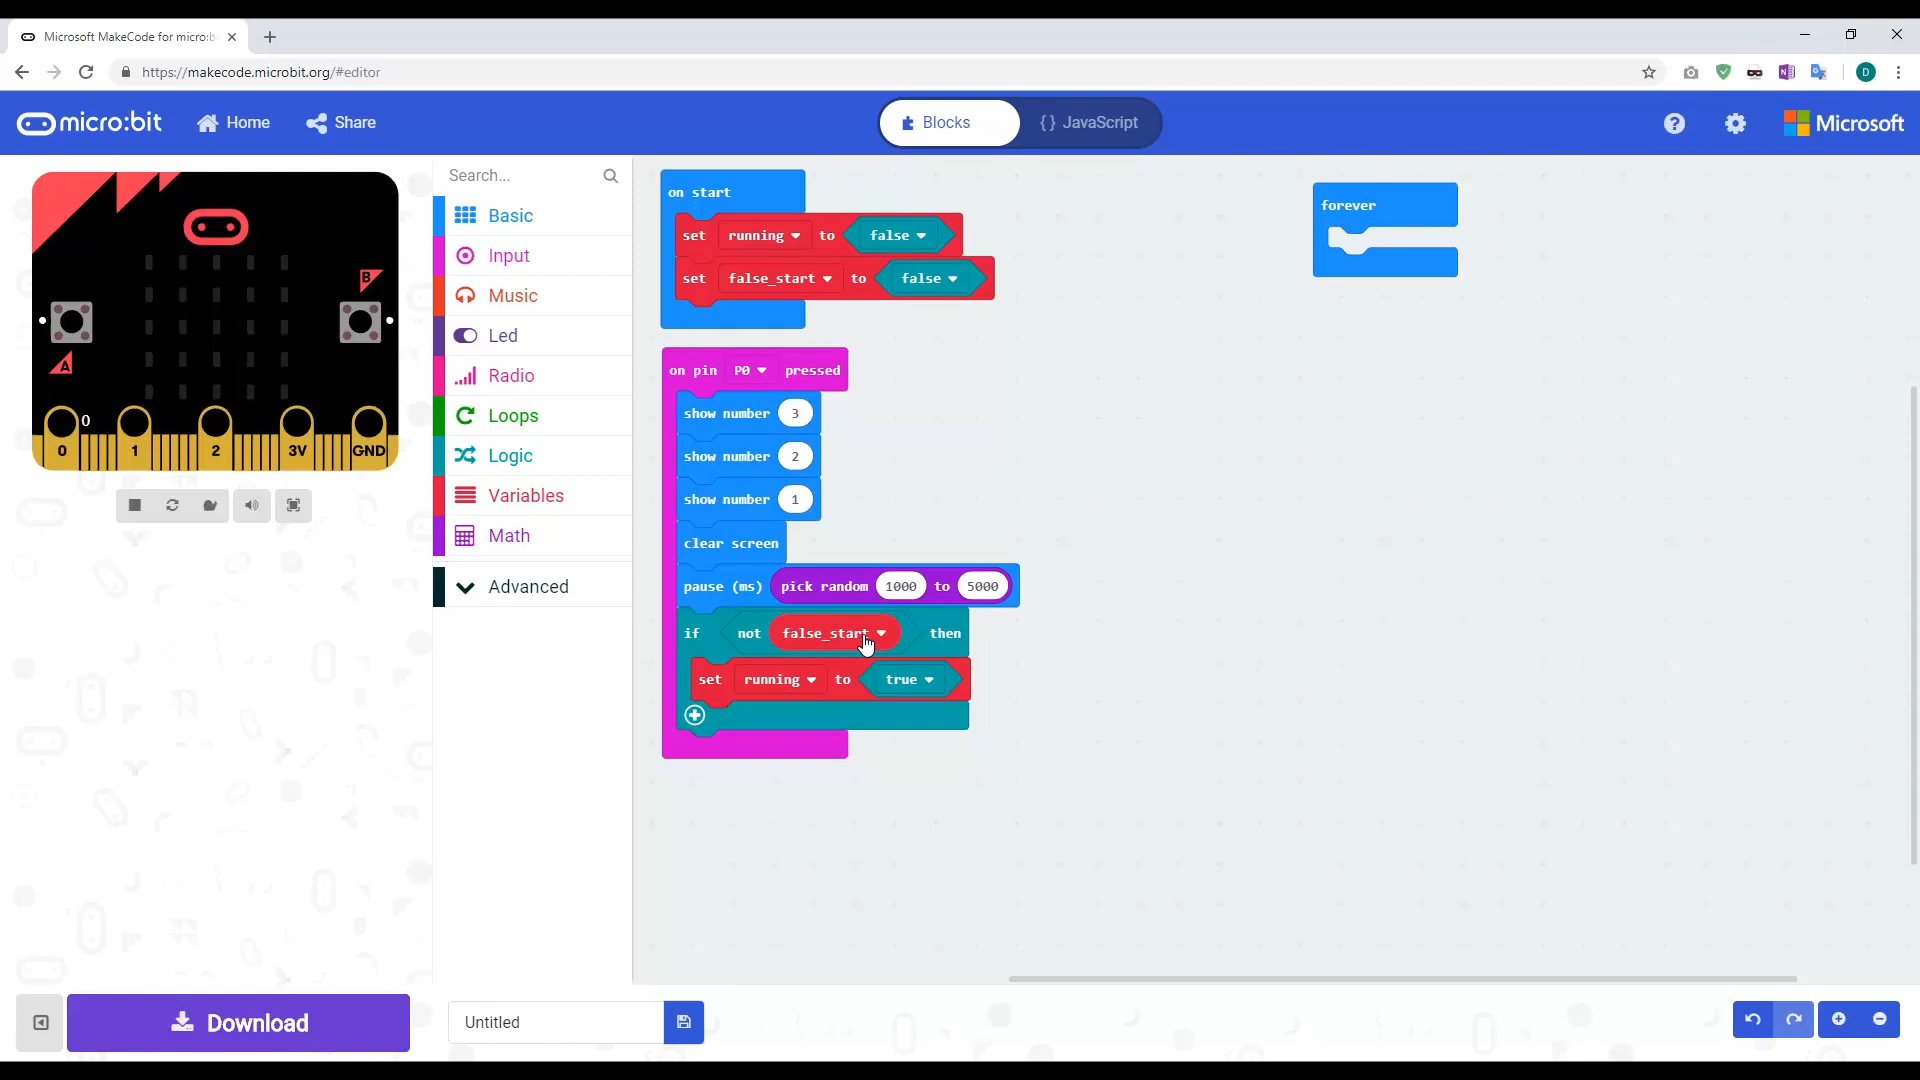 Microsoft MakeCode for micro:b
https://makecode.microbit.org/#editor
D
micro:bit
Home
Share
Blocks
{} JavaScript
?
Microsoft
B
A
0
0
1
2
3V
GND
Search...
Basic
Input
Music
Led
Radio
Loops
Logic
Variables
Math
Advanced
on start
set running to false
set false_start to false
on pin P0 pressed
show number 3
show number 2
show number 1
clear screen
pause (ms) pick random 1000 to 5000
if not false_start then
set running to true
forever
Download
Untitled